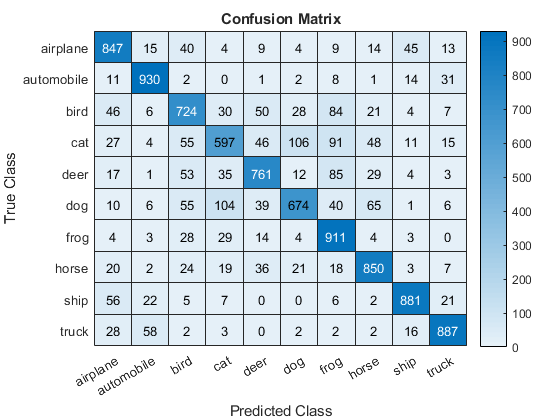 Confusion Matrix
airplane 847 15 40 4 9 4 9 14 45 13
automobile 11 930 2 0 1 2 8 1 14 31
bird 46 6 724 30 50 28 84 21 4 7
cat 27 4 55 597 46 106 91 48 11 15
deer 17 1 53 35 761 12 85 29 4 3
dog 10 6 55 104 39 674 40 65 1 6
frog 4 3 28 29 14 4 911 4 3 0
horse 20 2 24 19 36 21 18 850 3 7
ship 56 22 5 7 0 0 6 2 881 21
truck 28 58 2 3 0 2 2 2 16 887
airplane automobile bird cat deer dog frog horse ship truck
Predicted Class
True Class
900
800
700
600
500
400
300
200
100
0